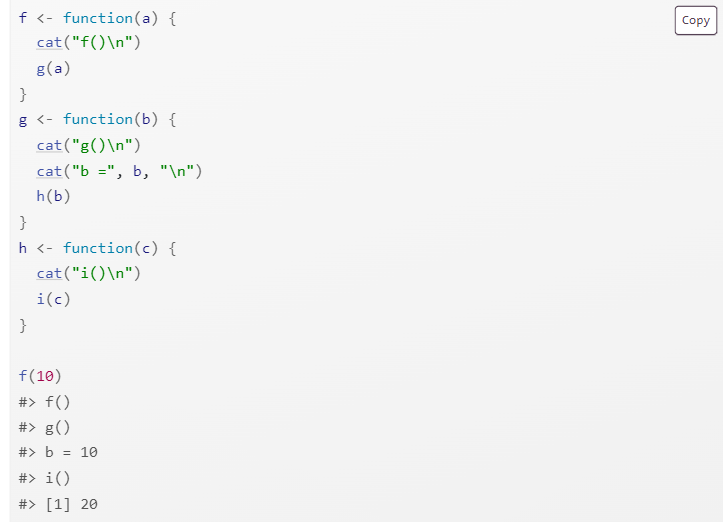 Copy
f <- function(a) {
  cat("f()\n")
  g(a)
}
g <- function(b) {
  cat("g()\n")
  cat("b =", b, "\n")
  h(b)
}
h <- function(c) {
  cat("i()\n")
  i(c)
}

f(10)
#> f()
#> g()
#> b = 10
#> i()
#> [1] 20